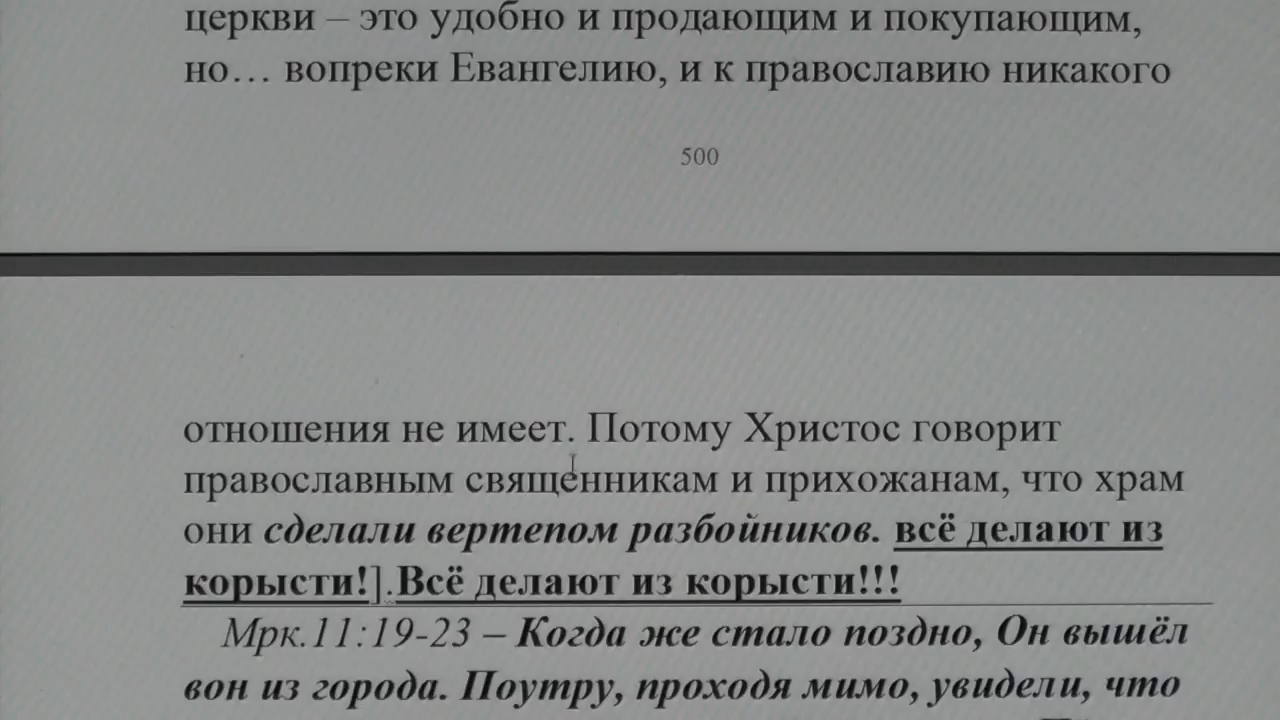 церкви – это удобно и продающим и покупающим,
но… вопреки Евангелию, и к православию никакого
500
отношения не имеет. Потому Христос говорит
православным священникам и прихожанам, что храм
они сделали вертепом разбойников. всё делают из
корысти!].Всё делают из корысти!!!
Мрк.11:19-23 – Когда же стало поздно, Он вышёл
вон из города. Поутру, проходя мимо, увидели, что